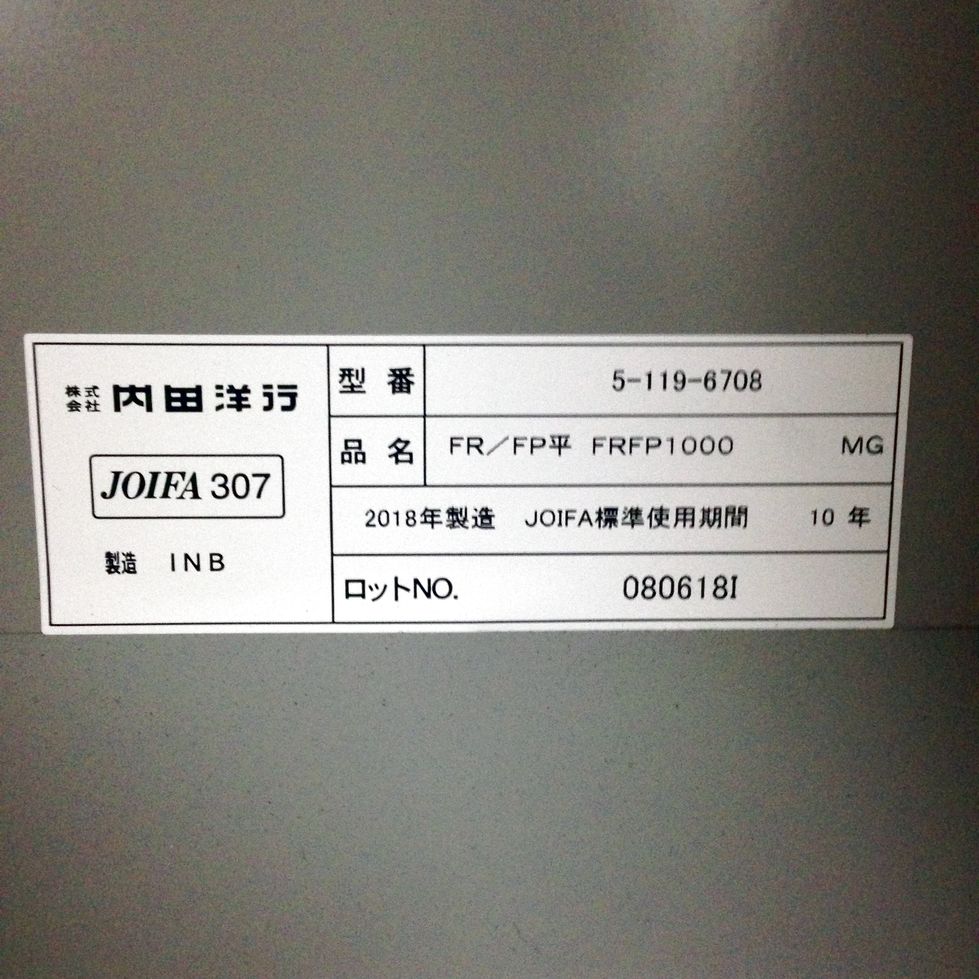 株式会社 内田洋行
JOIFA 307
製造 INB
型番 5-119-6708
品名 FR／FP平 FRFP1000 MG
2018年製造 JOIFA標準使用期間 10年
ロットNO. 080618I